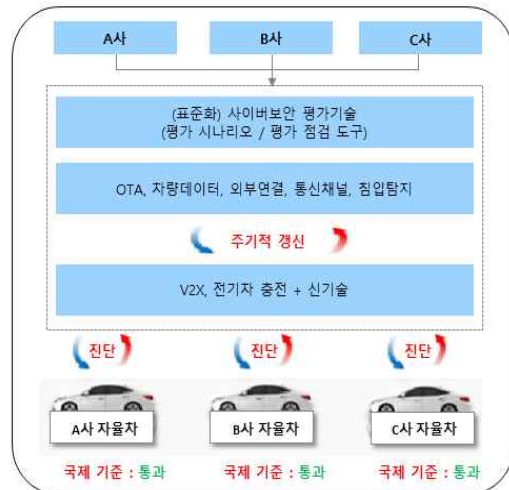 A사 B사 C사
(표준화) 사이버보안 평가기술
(평가 시나리오 / 평가 점검 도구)
OTA, 차량데이터, 외부연결, 통신채널, 침입탐지
주기적 갱신
V2X, 전기차 충전 + 신기술
진단 진단 진단
A사 자율차 B사 자율차 C사 자율차
국제 기준 : 통과 국제 기준 : 통과 국제 기준 : 통과